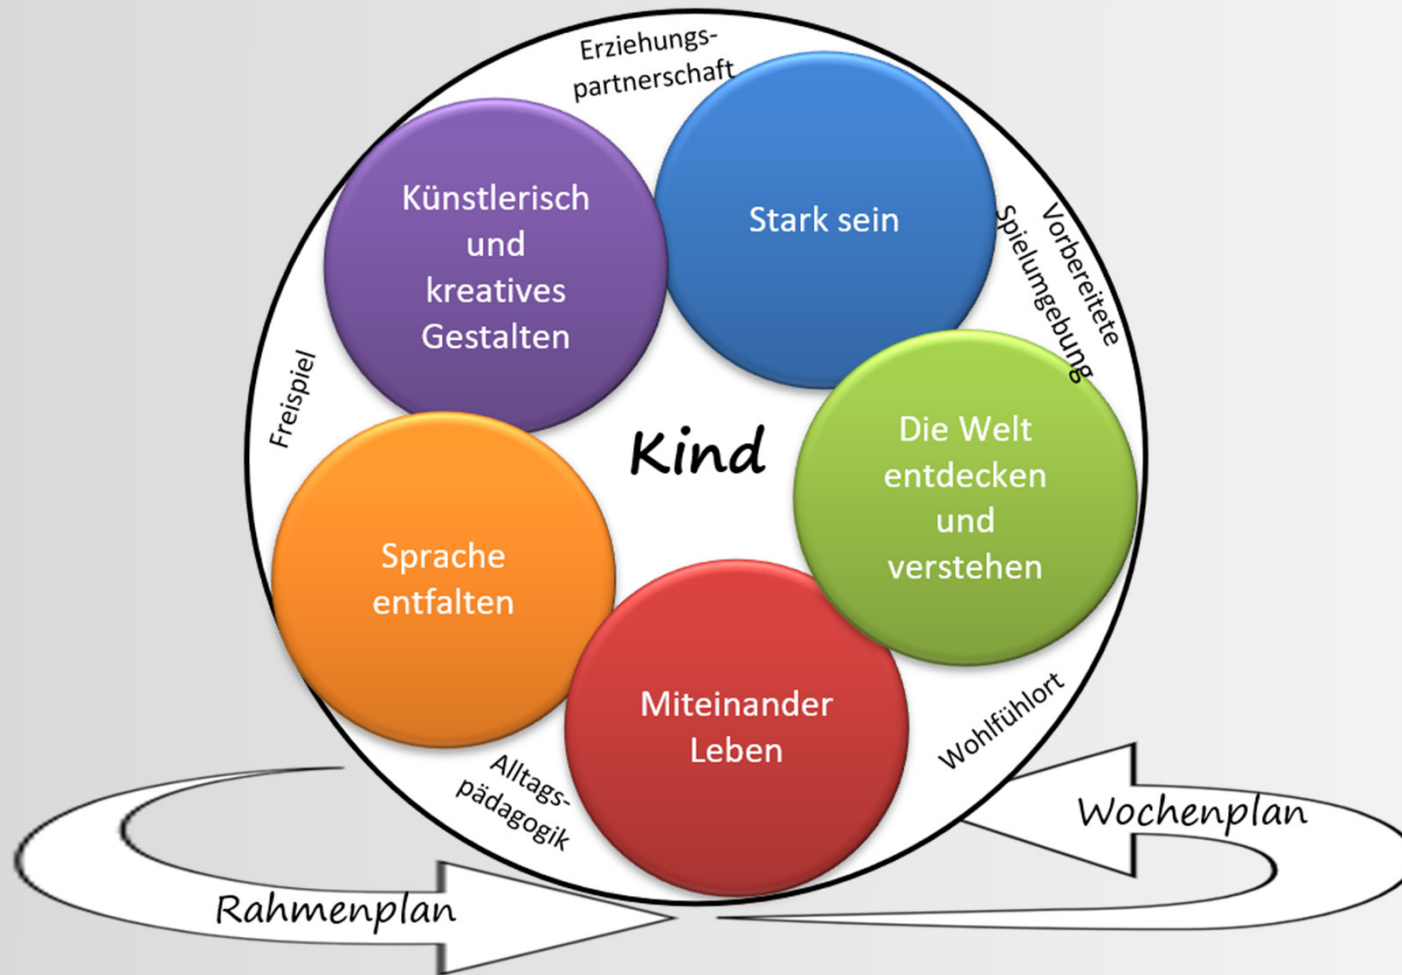 Erziehungs-
partnerschaft
Künstlerisch
und
kreatives
Gestalten
Stark sein
Vorbereitete
Spielumgebung
Freispiel
Kind
Die Welt
entdecken
und
verstehen
Sprache
entfalten
Miteinander
Leben
Wohlfühlort
Alltags-
pädagogik
Wochenplan
Rahmenplan